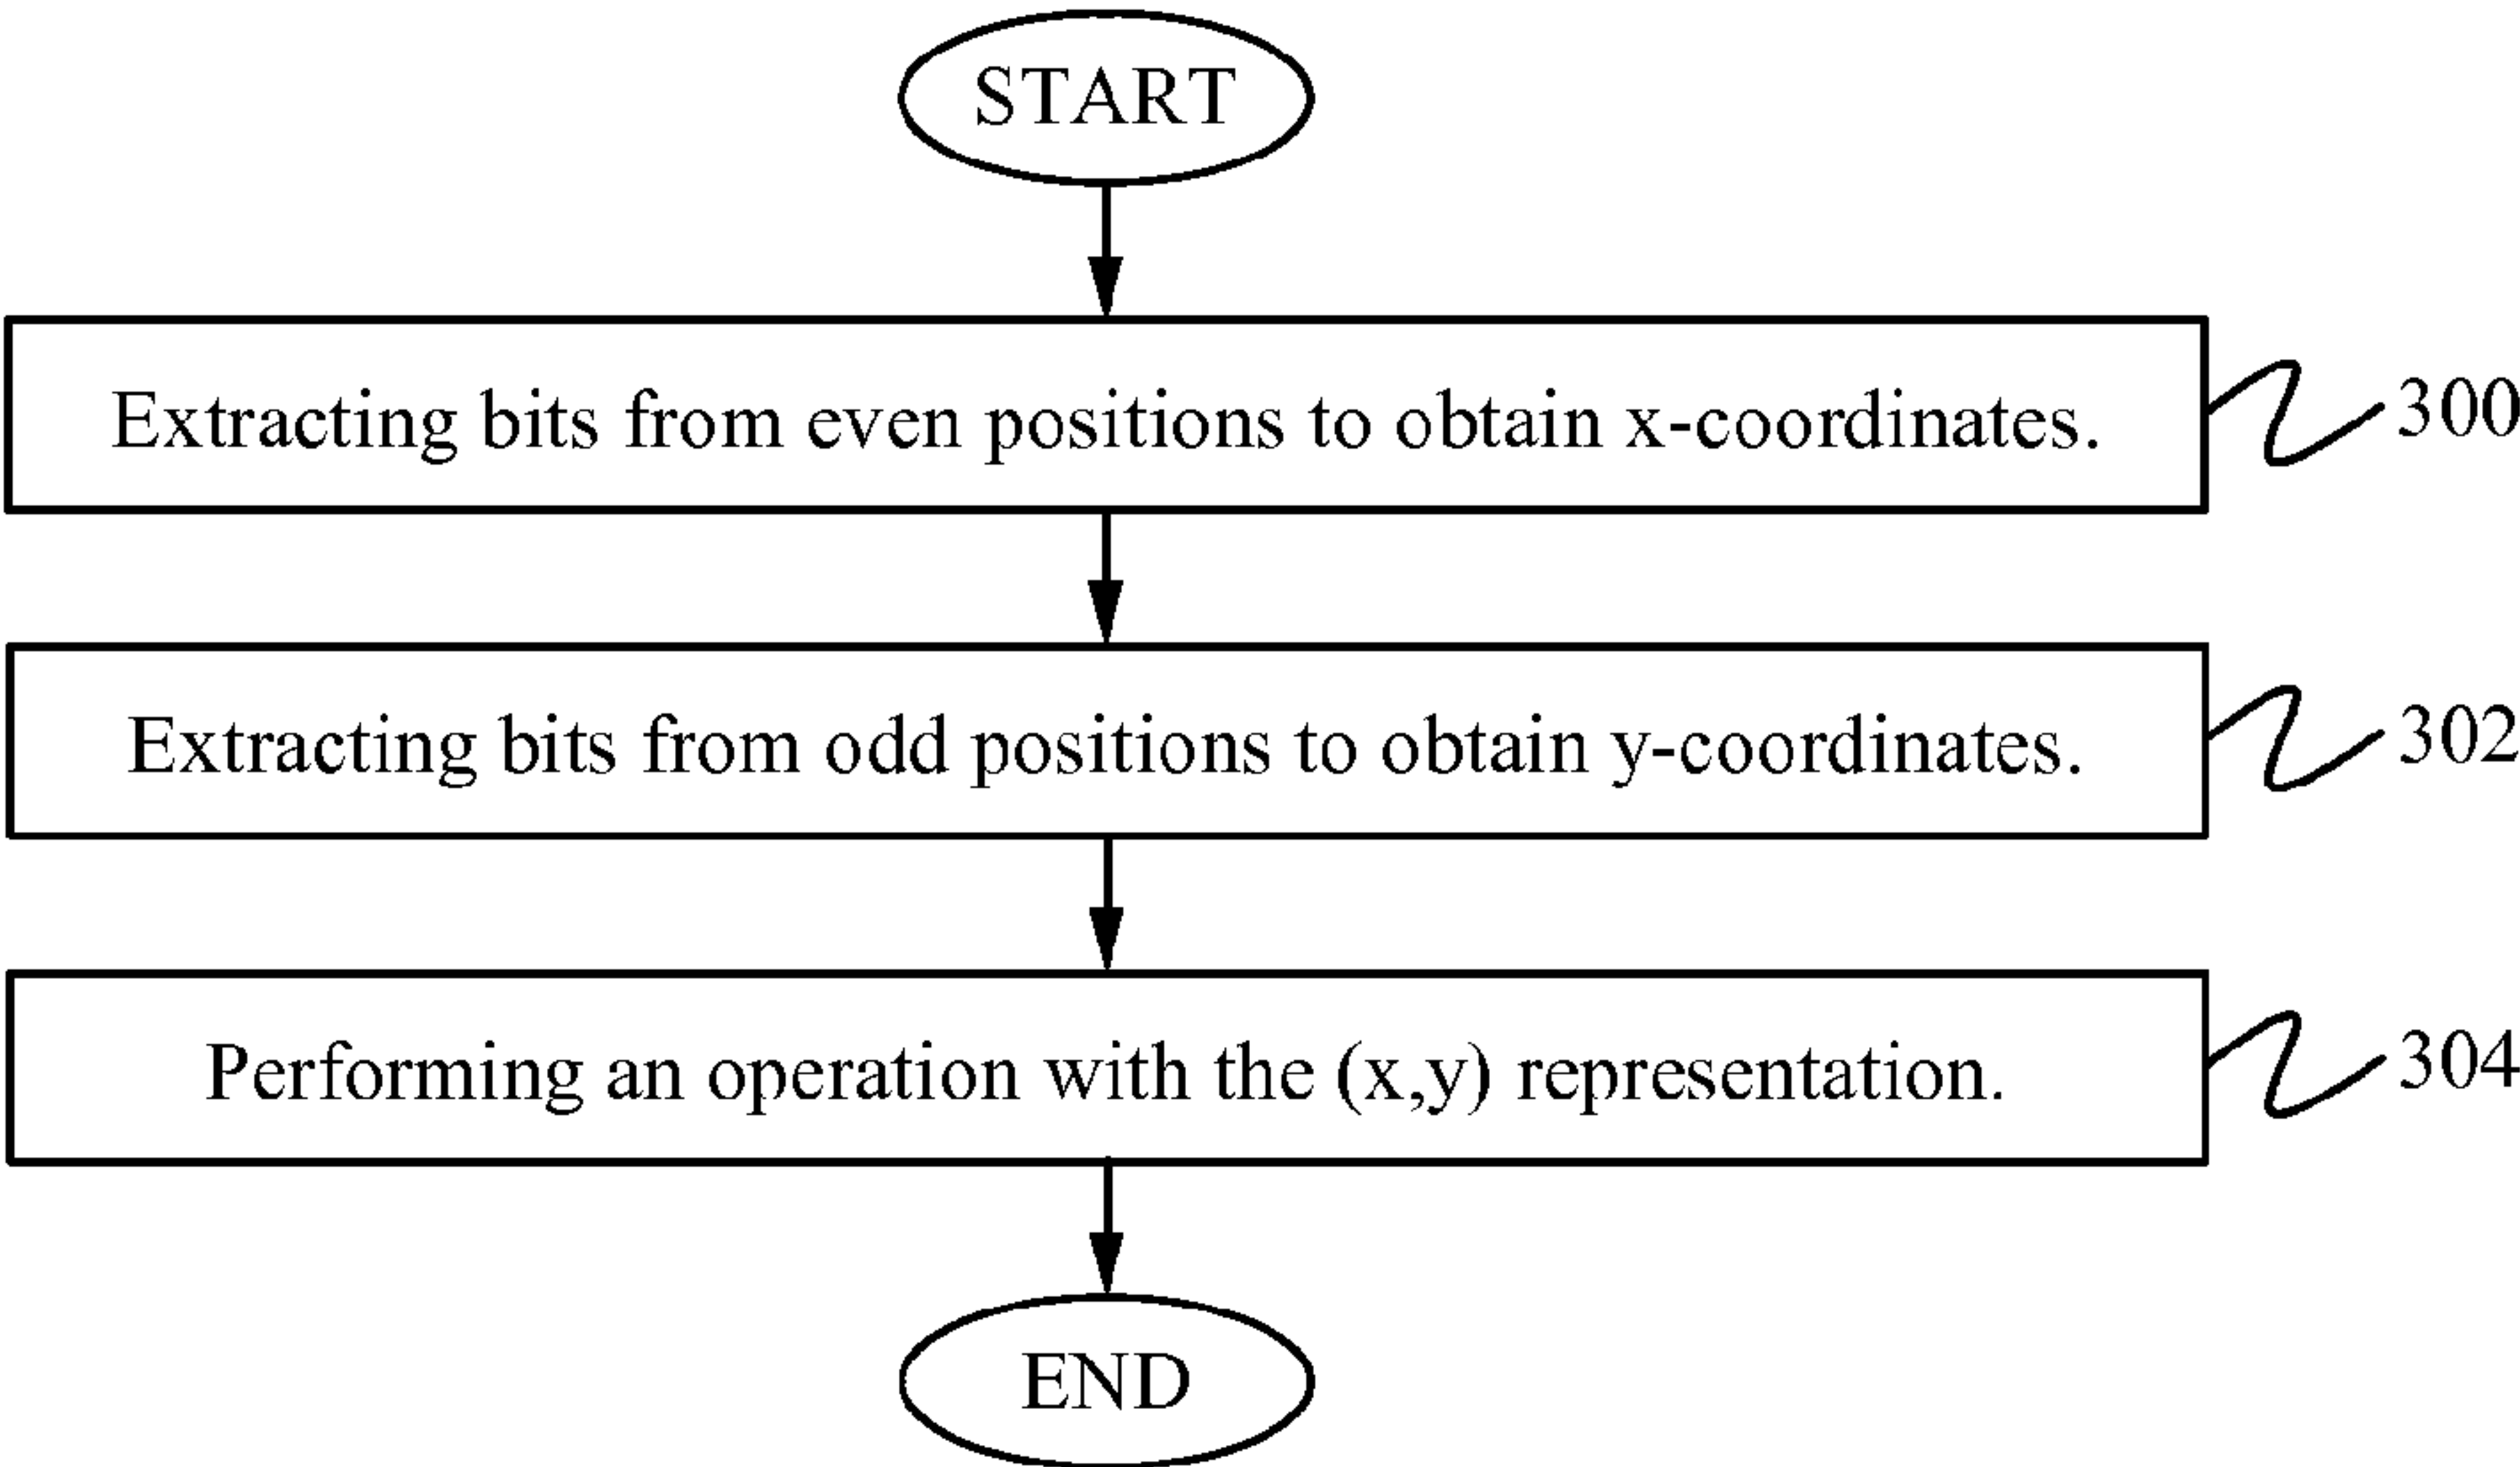 START
Extracting bits from even positions to obtain x-coordinates.
300
Extracting bits from odd positions to obtain y-coordinates.
302
Performing an operation with the (x,y) representation.
304
END